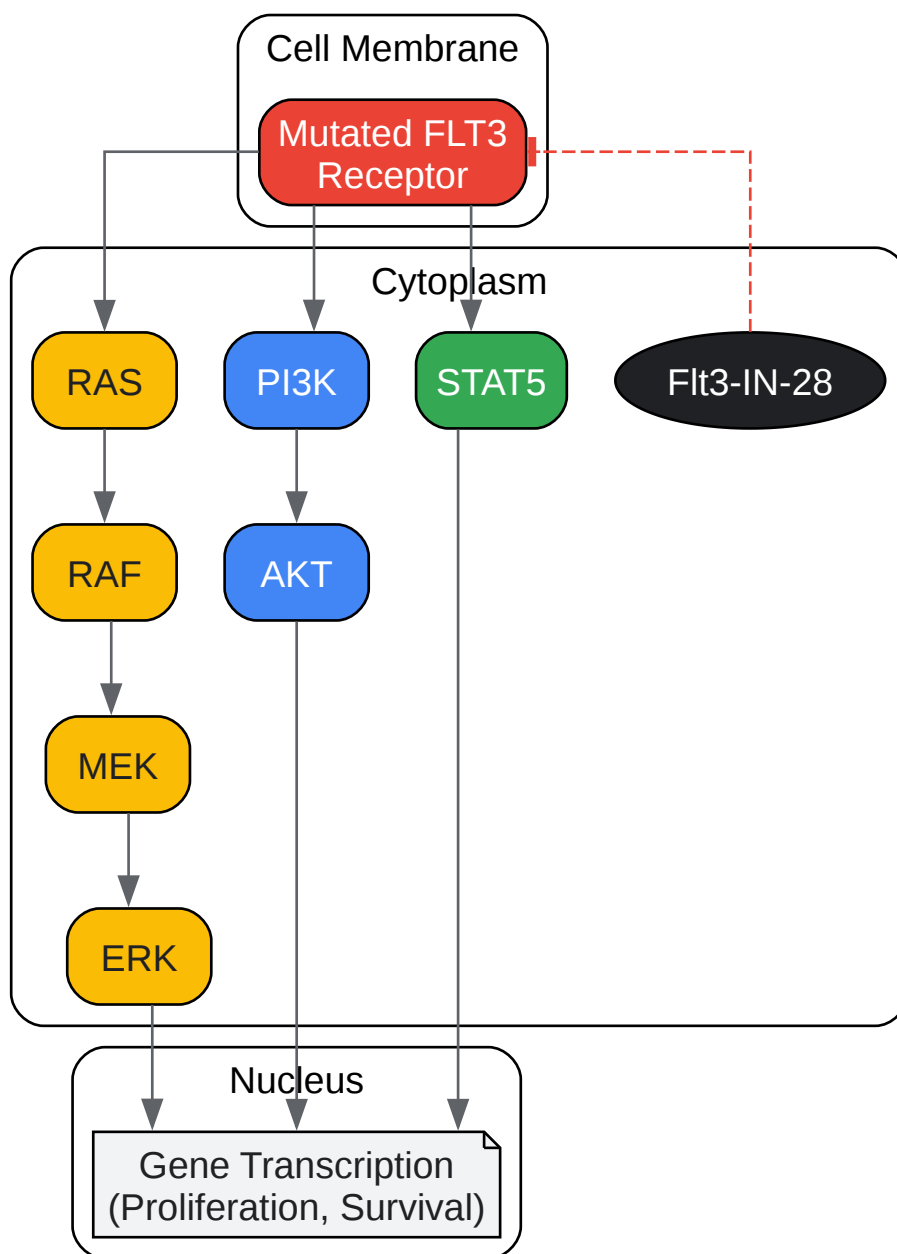 Cell Membrane
Mutated FLT3
Receptor
Cytoplasm
RAS
PI3K
STAT5
Flt3-IN-28
RAF
AKT
MEK
ERK
Nucleus
Gene Transcription
(Proliferation, Survival)